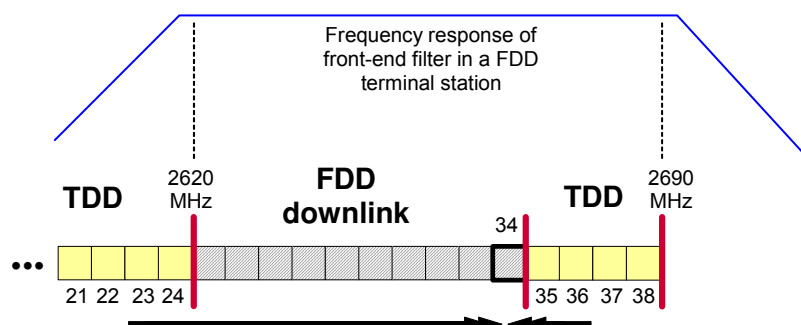 Frequency response of
front-end filter in a FDD
terminal station
TDD
2620
MHz
FDD
downlink
34
TDD
2690
MHz
•••
21 22 23 24 35 36 37 38